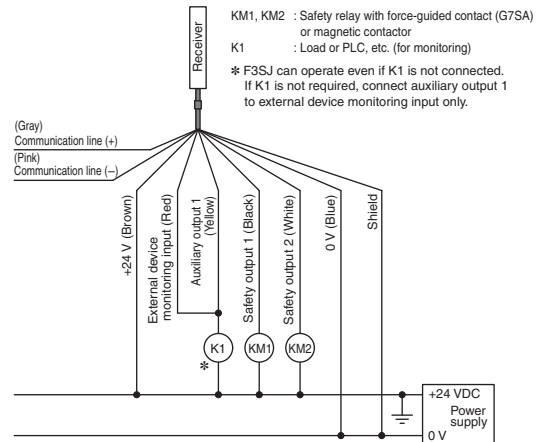 Receiver
KM1, KM2 : Safety relay with force-guided contact (G7SA)
or magnetic contactor
K1 : Load or PLC, etc. (for monitoring)
✻ F3SJ can operate even if K1 is not connected.
If K1 is not required, connect auxiliary output 1
to external device monitoring input only.
(Gray)
Communication line (+)
(Pink)
Communication line (−)
+24 V (Brown)
External device
monitoring input (Red)
Auxiliary output 1
(Yellow)
Safety output 1 (Black)
Safety output 2 (White)
0 V (Blue)
Shield
K1
KM1
KM2
✻
+24 VDC
Power
supply
0 V